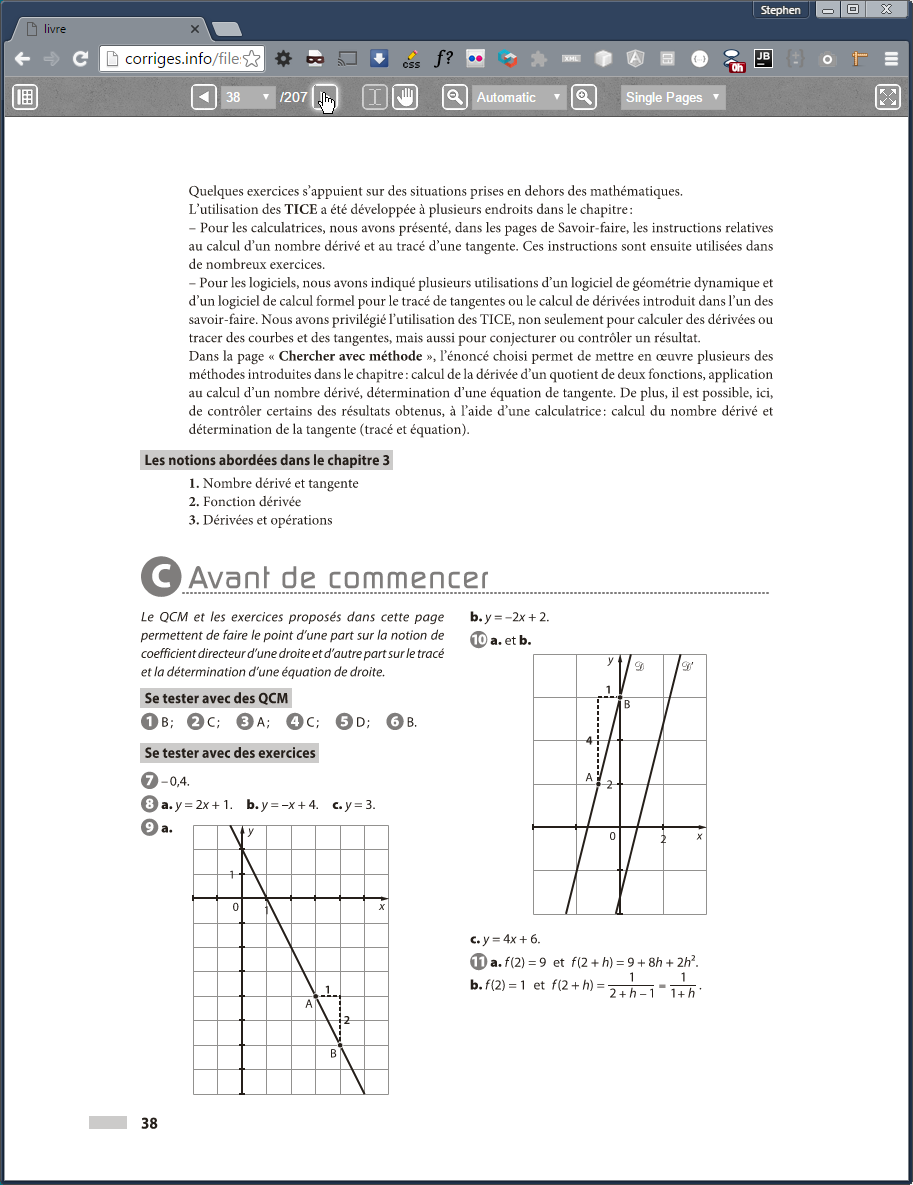 Stephen
livre
corriges.info/file
css
f?
XML
0h
JB
38
/207
Automatic
Single Pages
Quelques exercices s'appuient sur des situations prises en dehors des mathématiques.
L'utilisation des TICE a été développée à plusieurs endroits dans le chapitre :
– Pour les calculatrices, nous avons présenté, dans les pages de Savoir-faire, les instructions relatives
au calcul d'un nombre dérivé et au tracé d'une tangente. Ces instructions sont ensuite utilisées dans
de nombreux exercices.
– Pour les logiciels, nous avons indiqué plusieurs utilisations d'un logiciel de géométrie dynamique et
d'un logiciel de calcul formel pour le tracé de tangentes ou le calcul de dérivées introduit dans l'un des
savoir-faire. Nous avons privilégié l'utilisation des TICE, non seulement pour calculer des dérivées ou
tracer des courbes et des tangentes, mais aussi pour conjecturer ou contrôler un résultat.
Dans la page « Chercher avec méthode », l'énoncé choisi permet de mettre en œuvre plusieurs des
méthodes introduites dans le chapitre : calcul de la dérivée d'un quotient de deux fonctions, application
au calcul d'un nombre dérivé, détermination d'une équation de tangente. De plus, il est possible, ici,
de contrôler certains des résultats obtenus, à l'aide d'une calculatrice : calcul du nombre dérivé et
détermination de la tangente (tracé et équation).
Les notions abordées dans le chapitre 3
1. Nombre dérivé et tangente
2. Fonction dérivée
3. Dérivées et opérations
C Avant de commencer
Le QCM et les exercices proposés dans cette page
permettent de faire le point d'une part sur la notion de
coefficient directeur d'une droite et d'autre part sur le tracé
et la détermination d'une équation de droite.
Se tester avec des QCM
1 B ; 2 C ; 3 A ; 4 C ; 5 D ; 6 B.
Se tester avec des exercices
7 – 0,4.
8 a. y = 2x + 1. b. y = –x + 4. c. y = 3.
9 a.
y
1
0
1
x
A
1
2
B
b. y = –2x + 2.
10 a. et b.
y
𝒟
𝒟'
1
B
4
A
2
0
2
x
c. y = 4x + 6.
11 a. f(2) = 9 et f(2 + h) = 9 + 8h + 2h².
b. f(2) = 1 et f(2 + h) = 1/(2 + h – 1) = 1/(1 + h).
38